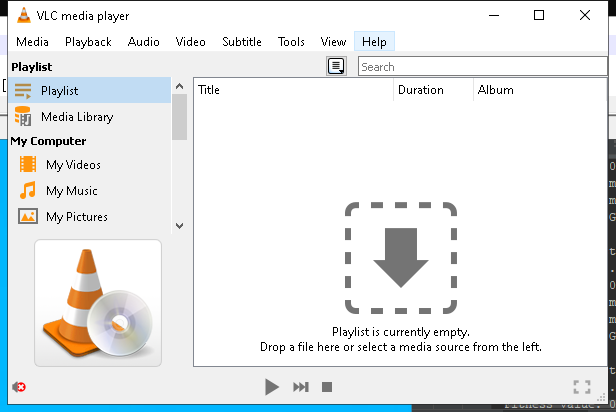 VLC media player
Media Playback Audio Video Subtitle Tools View Help
Playlist
Search
Playlist
Media Library
My Computer
My Videos
My Music
My Pictures
Title Duration Album
Playlist is currently empty.
Drop a file here or select a media source from the left.